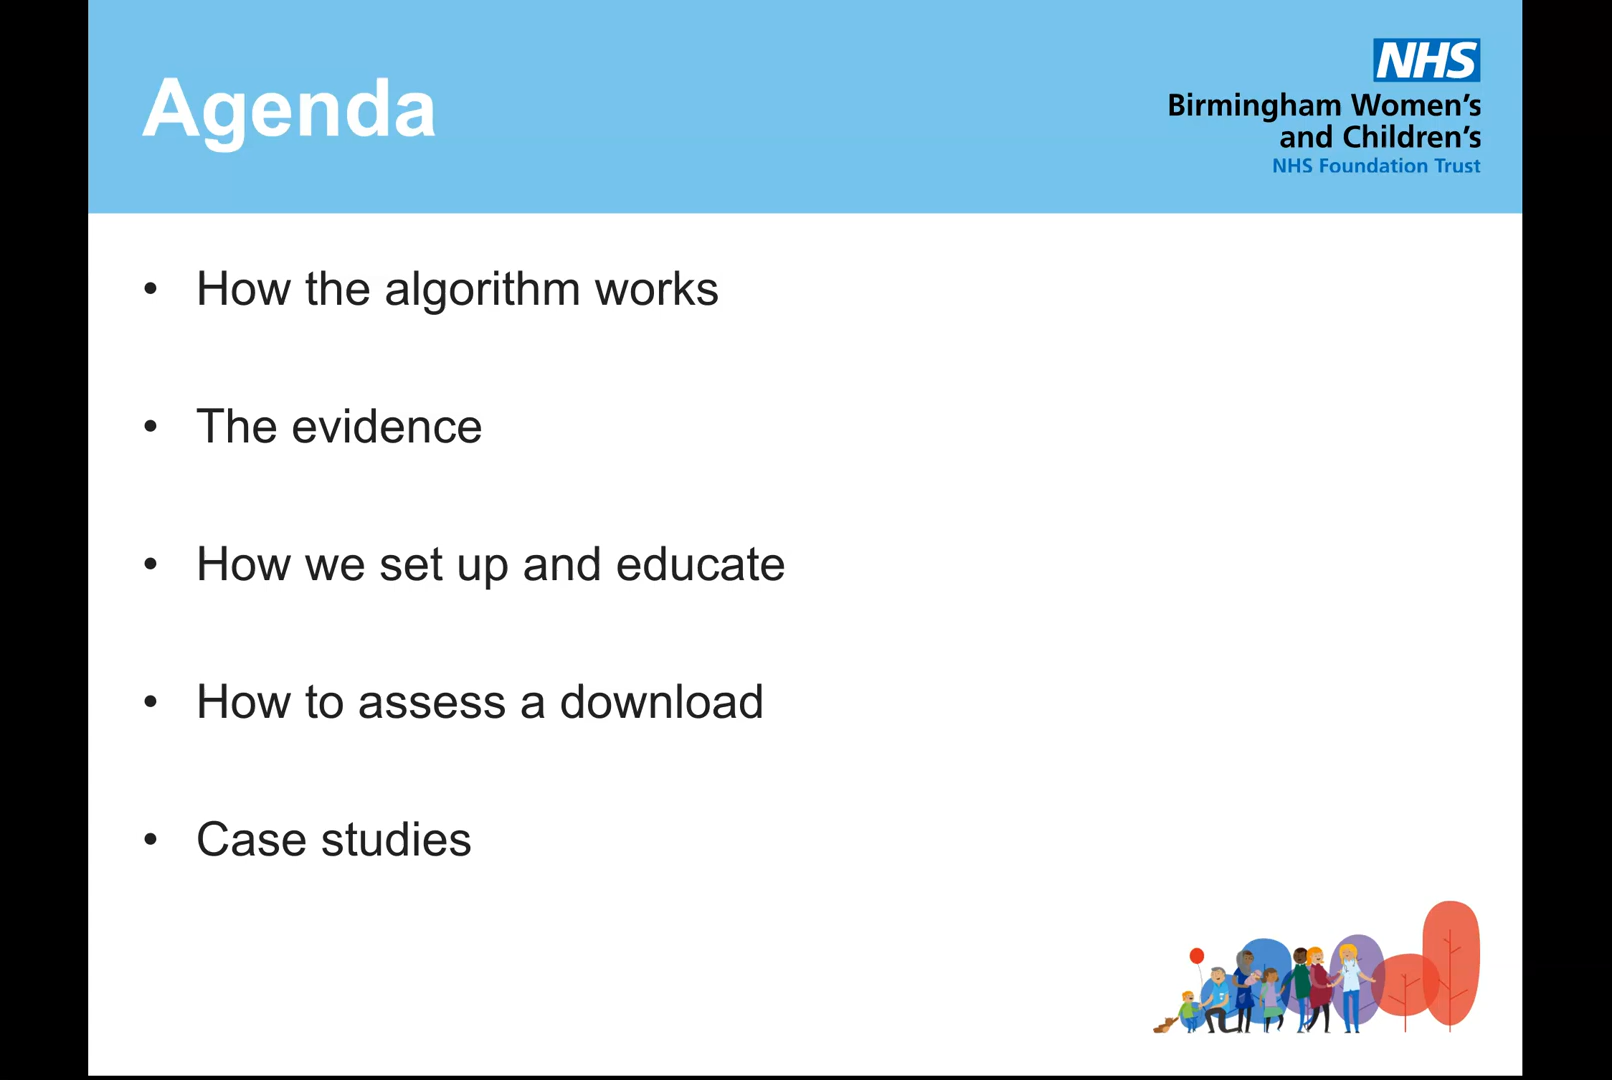 Agenda
NHS
Birmingham Women's
and Children's
NHS Foundation Trust
• How the algorithm works
• The evidence
• How we set up and educate
• How to assess a download
• Case studies